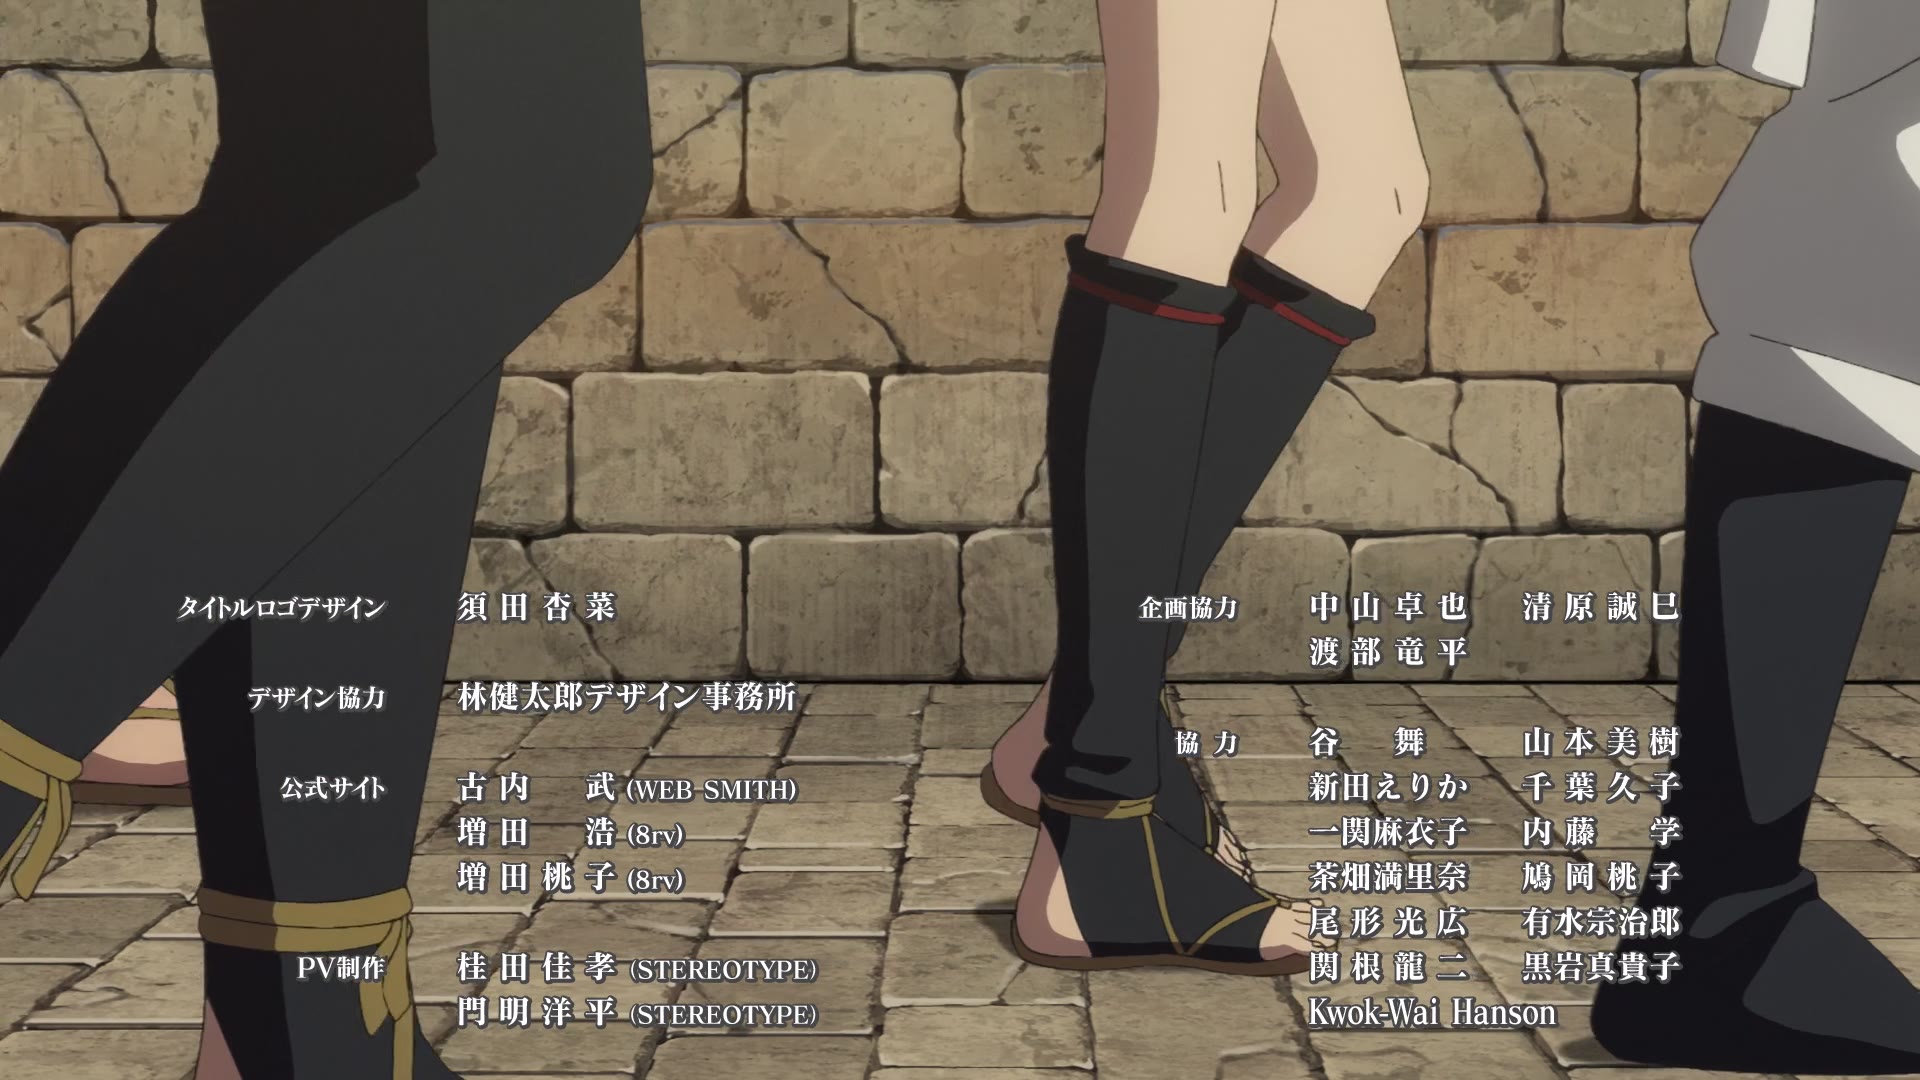 タイトルロゴデザイン 須田杏菜
デザイン協力 林健太郎デザイン事務所
公式サイト 古内 武 (WEB SMITH)
増田 浩 (8rv)
増田桃子 (8rv)
PV制作 桂田佳孝 (STEREOTYPE)
門明洋平 (STEREOTYPE)
企画協力 中山卓也 清原誠巳
渡部竜平
協力 谷 舞 山本美樹
新田えりか 千葉久子
一関麻衣子 内藤 学
茶畑満里奈 鳩岡桃子
尾形光広 有水宗治郎
関根龍二 黒岩真貴子
Kwok-Wai Hanson